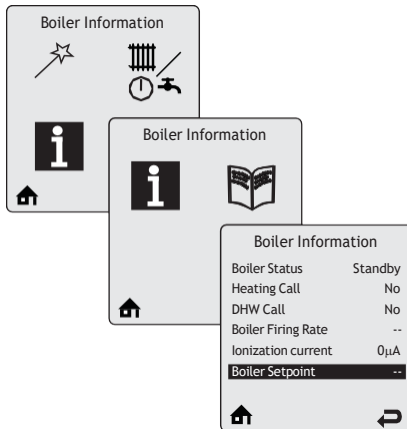 Boiler Information
i
Boiler Information
i
Boiler Information
Boiler Status Standby
Heating Call No
DHW Call No
Boiler Firing Rate --
Ionization current 0µA
Boiler Setpoint --